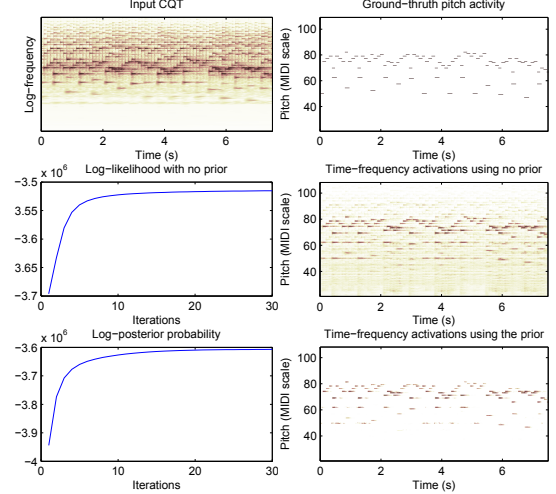 Input CQT
Log−frequency
0 2 4 6
Time (s)
Ground−thruth pitch activity
Pitch (MIDI scale)
100
80
60
40
0 2 4 6
Time (s)
x 10^6
Log−likelihood with no prior
−3.5
−3.55
−3.6
−3.65
−3.7
0 10 20 30
Iterations
Time−frequency activations using no prior
Pitch (MIDI scale)
100
80
60
40
0 2 4 6
Time (s)
x 10^6
Log−posterior probability
−3.6
−3.7
−3.8
−3.9
−4
0 10 20 30
Iterations
Time−frequency activations using the prior
Pitch (MIDI scale)
100
80
60
40
0 2 4 6
Time (s)